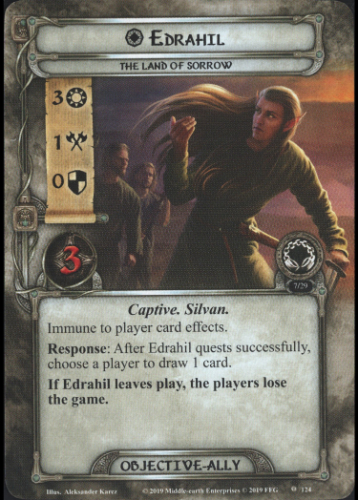 EDRAHIL
THE LAND OF SORROW
3
1
0
3
7/29
Captive. Silvan.
Immune to player card effects.
Response: After Edrahil quests successfully,
choose a player to draw 1 card.
If Edrahil leaves play, the players lose
the game.
OBJECTIVE-ALLY
Illus. Aleksander Karcz © 2019 Middle-earth Enterprises © 2019 FFG 124